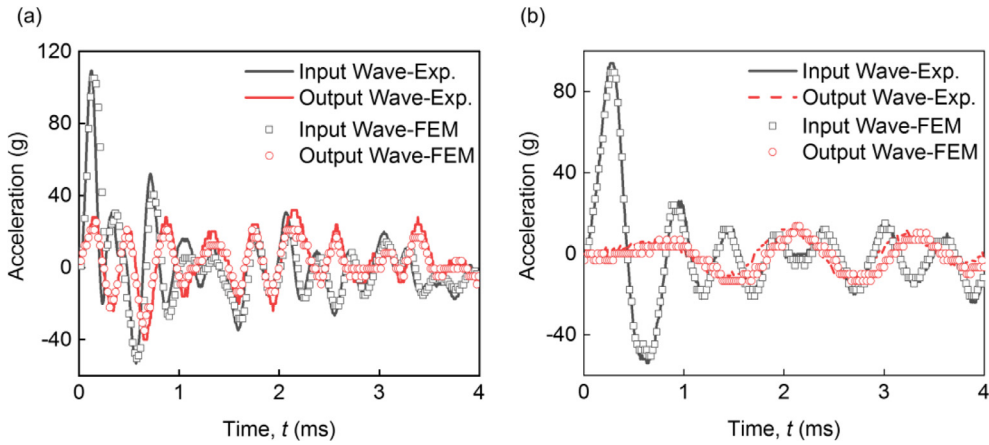 (a)
120
80
40
0
-40
Acceleration (g)
0 1 2 3 4
Time, t (ms)
Input Wave-Exp.
Output Wave-Exp.
Input Wave-FEM
Output Wave-FEM
(b)
80
40
0
-40
Acceleration (g)
0 1 2 3 4
Time, t (ms)
Input Wave-Exp.
Output Wave-Exp.
Input Wave-FEM
Output Wave-FEM